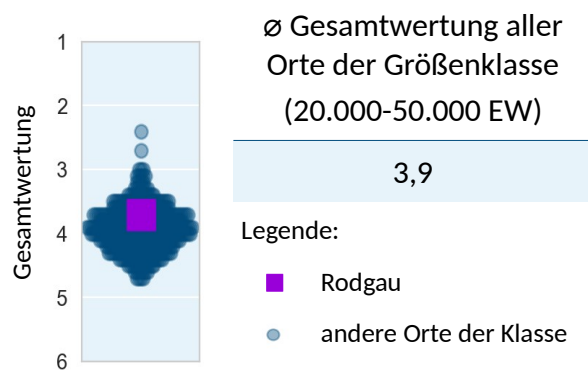 Gesamtwertung
1
2
3
4
5
6
⌀ Gesamtwertung aller
Orte der Größenklasse
(20.000-50.000 EW)
3,9
Legende:
Rodgau
andere Orte der Klasse